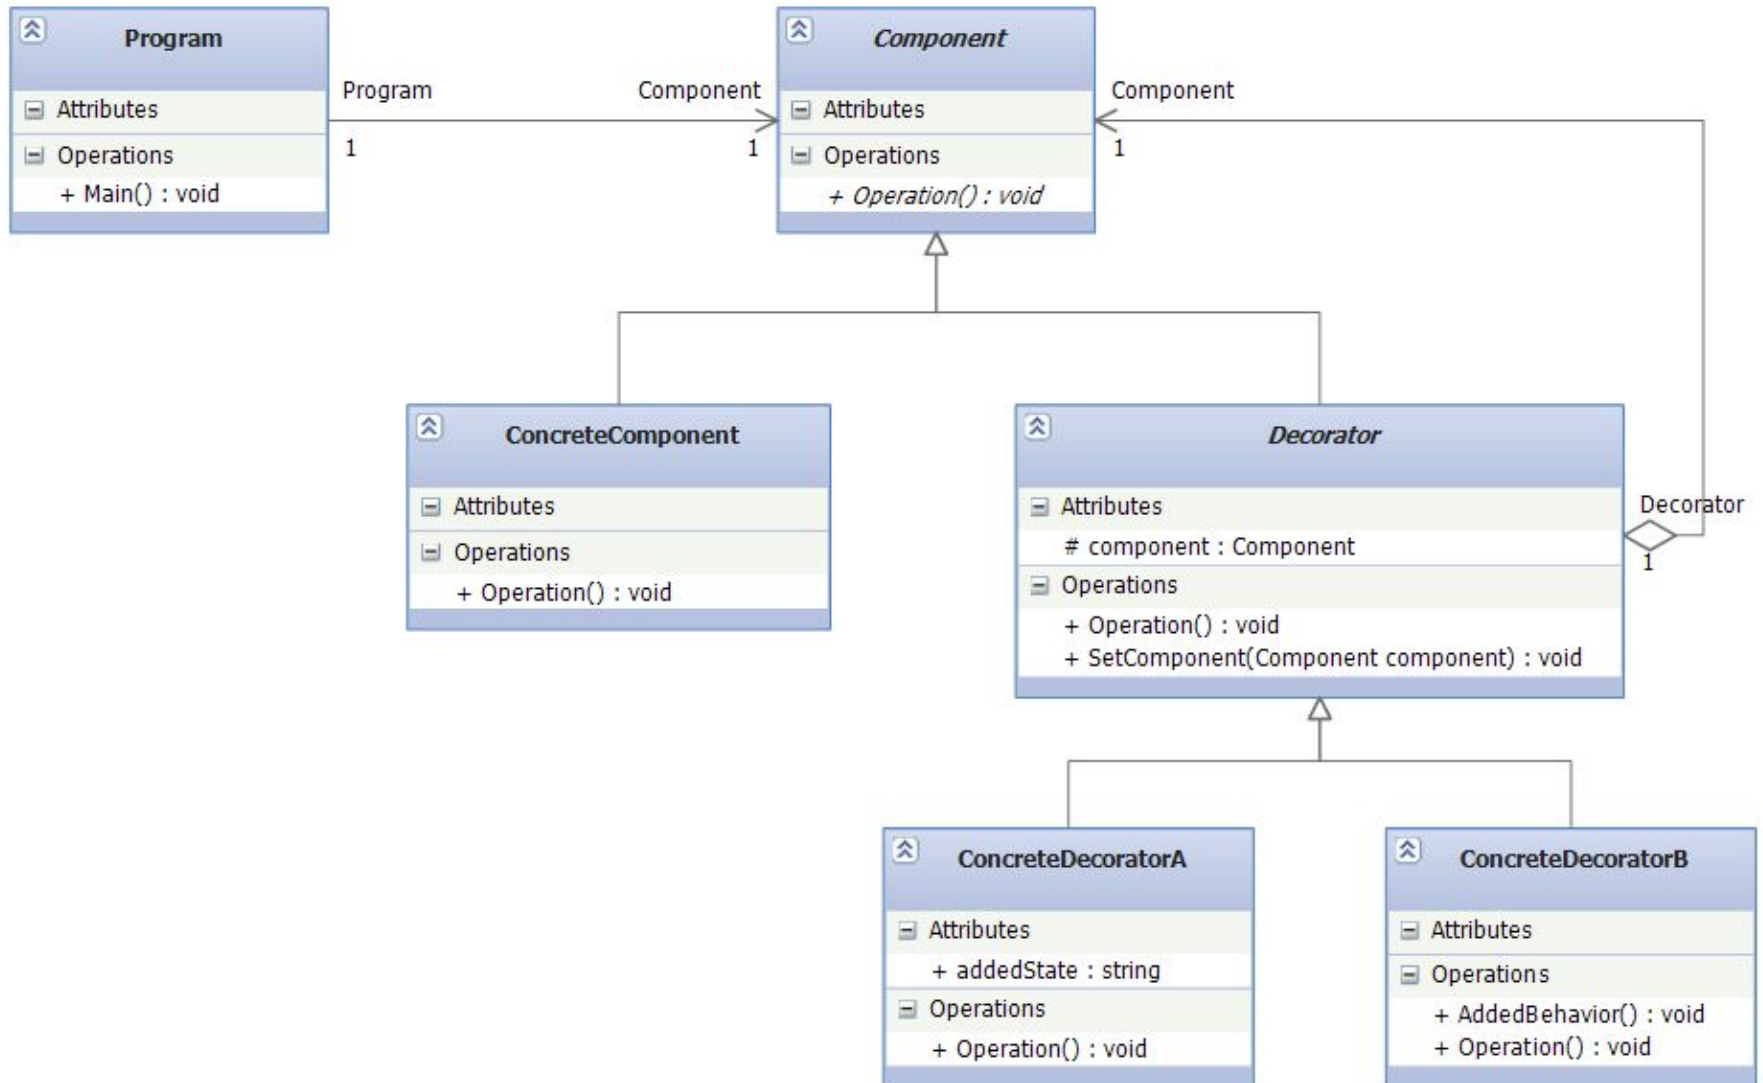 Program
Attributes
Operations
+ Main() : void
Program
1
Component
1
Component
Attributes
Operations
+ Operation() : void
Component
1
ConcreteComponent
Attributes
Operations
+ Operation() : void
Decorator
Attributes
# component : Component
Operations
+ Operation() : void
+ SetComponent(Component component) : void
Decorator
1
ConcreteDecoratorA
Attributes
+ addedState : string
Operations
+ Operation() : void
ConcreteDecoratorB
Attributes
Operations
+ AddedBehavior() : void
+ Operation() : void